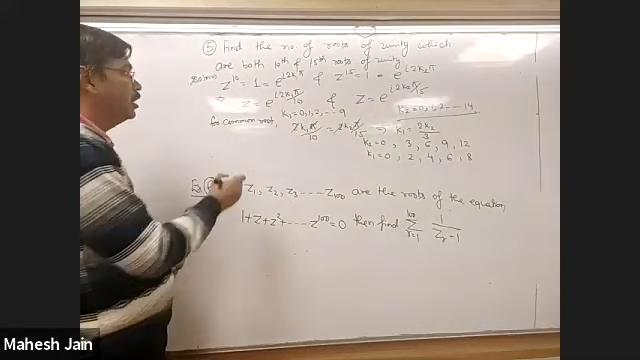 ⑤ Find the no. of roots of unity which
are both 10th & 15th roots of unity
Soln: z^10 = 1 = e^{i2k₁π} & z^15 = 1 = e^{i2k₂π}
⇒ z = e^{i2k₁π/10} & z = e^{i2k₂π/15}
k₁ = 0, 1, 2, ---- 9
k₂ = 0, 1, 2, ---- 14
for common root, 2k₁π/10 = 2k₂π/15 ⇒ k₁ = 2k₂/3
k₂ = 0, 3, 6, 9, 12
k₁ = 0, 2, 4, 6, 8
z₁, z₂, z₃ ---- z₁₀₀ are the roots of the equation
1+z+z²+ ---- z^100 = 0 then find Σ_{r=1}^{100} 1/(z_r - 1)
Mahesh Jain